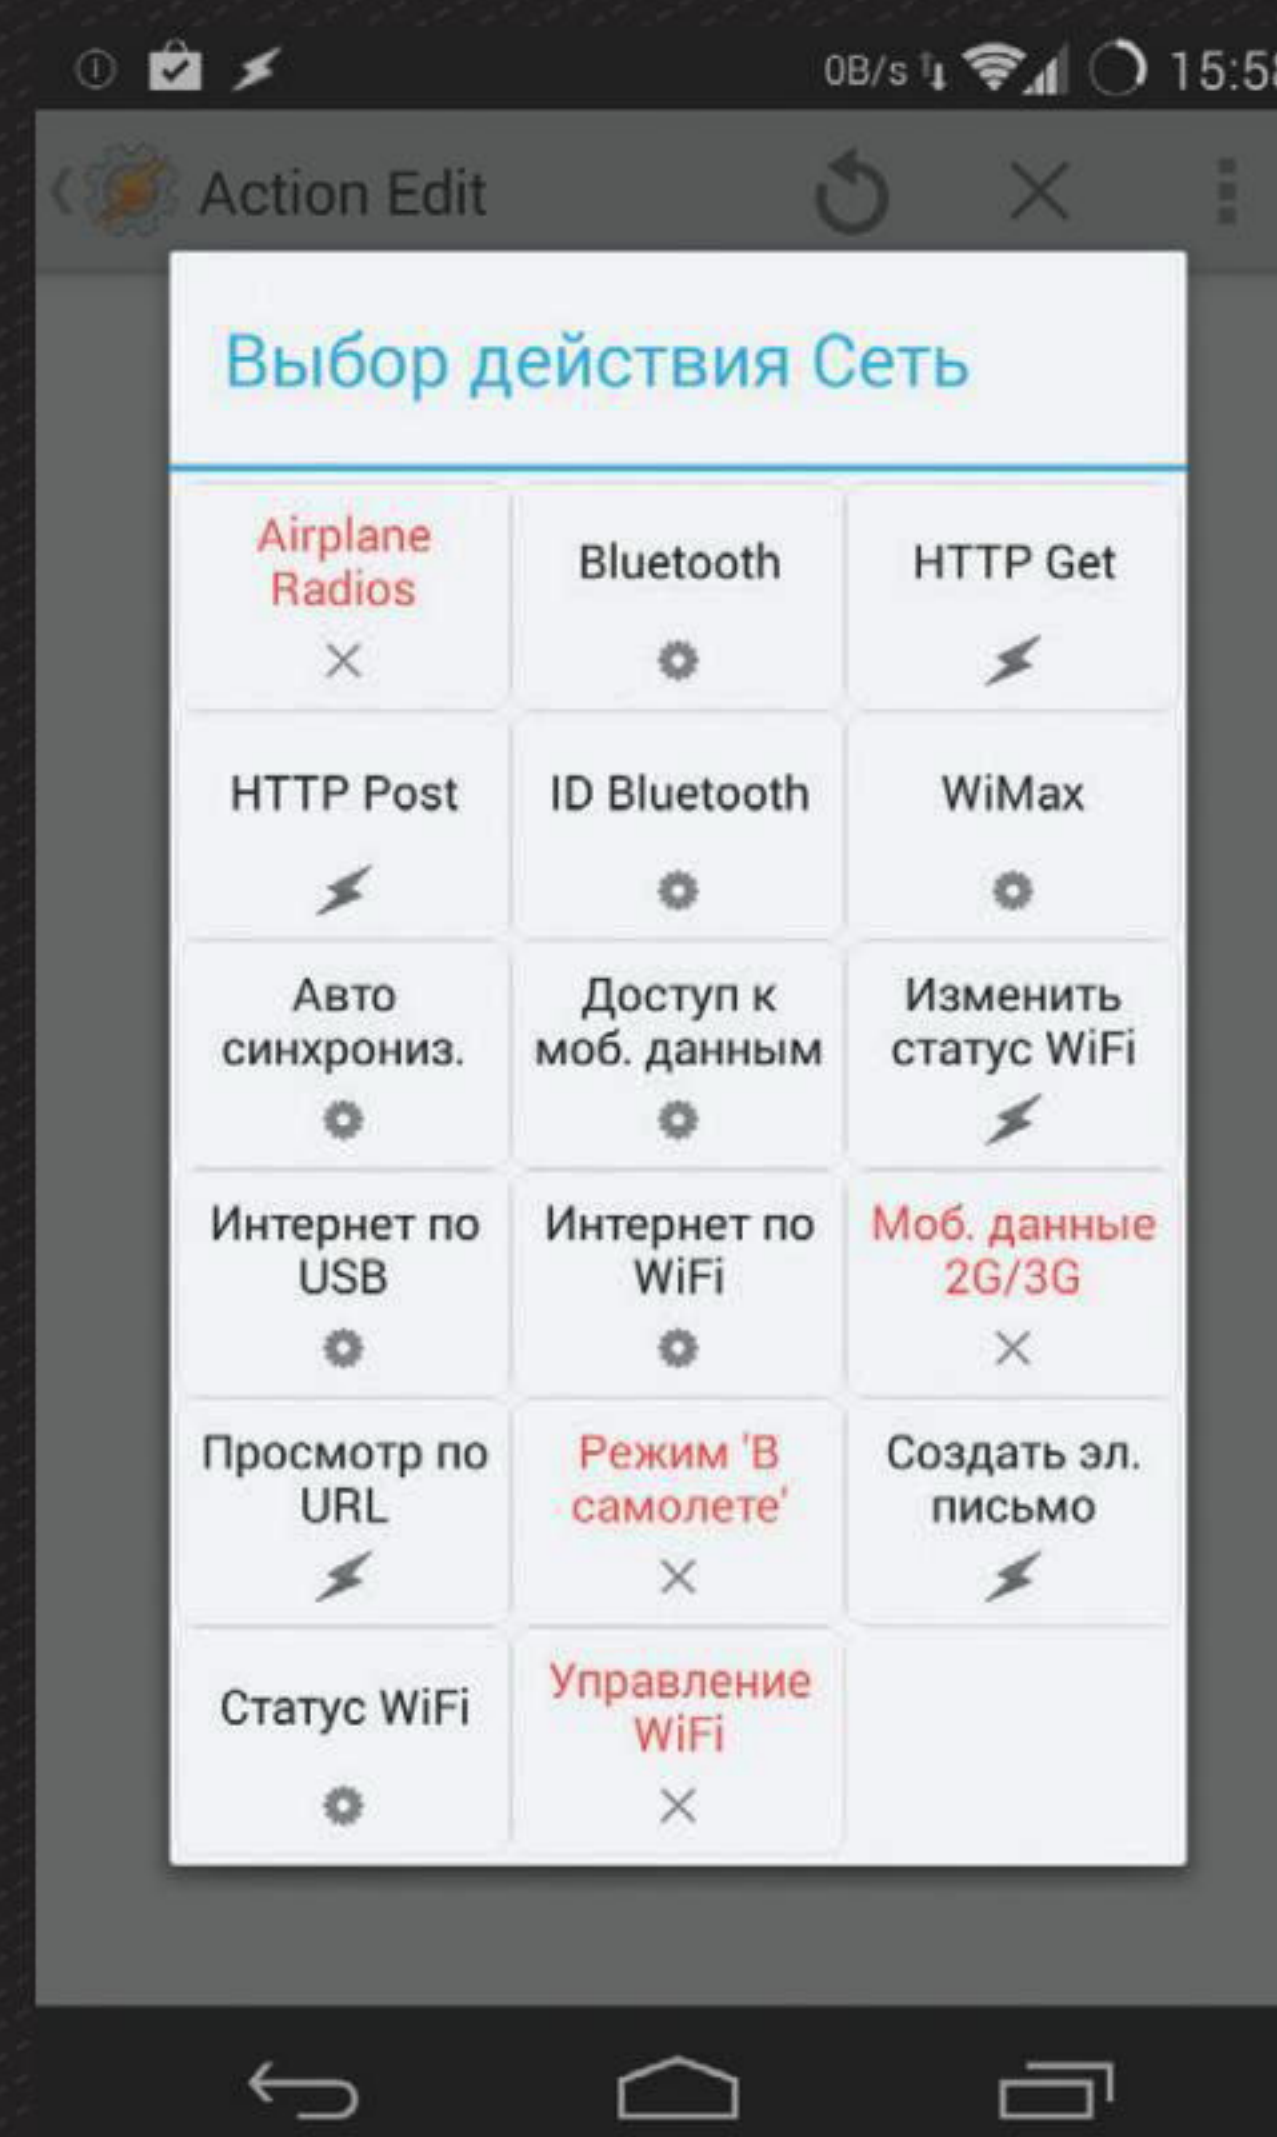 0B/s 15:58
Action Edit
Выбор действия Сеть
Airplane
Radios
Bluetooth
HTTP Get
HTTP Post
ID Bluetooth
WiMax
Авто
синхрониз.
Доступ к
моб. данным
Изменить
статус WiFi
Интернет по
USB
Интернет по
WiFi
Моб. данные
2G/3G
Просмотр по
URL
Режим 'В
самолете'
Создать эл.
письмо
Статус WiFi
Управление
WiFi